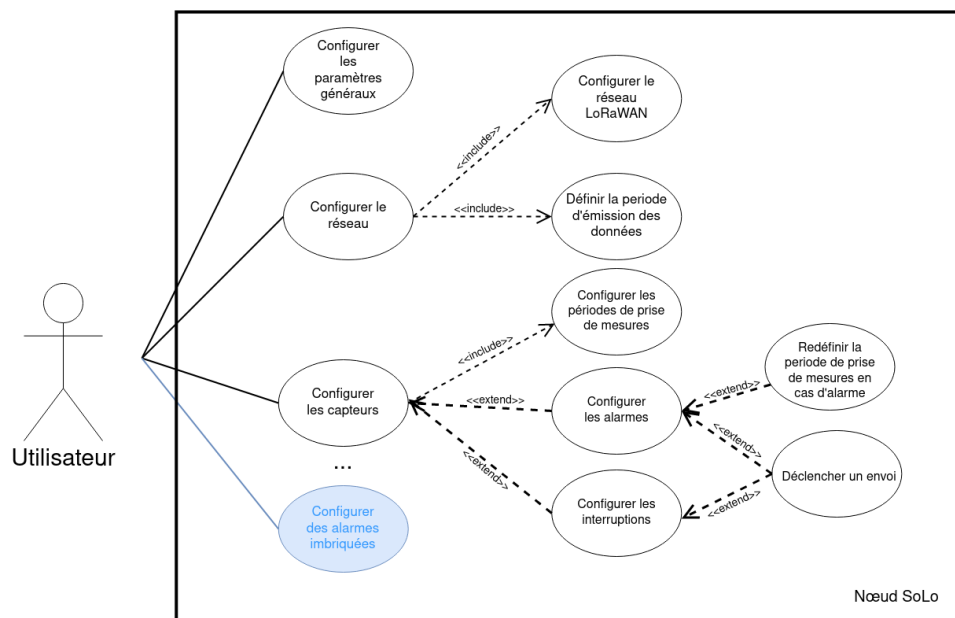 Configurer
les
paramètres
généraux
Configurer le
réseau
LoRaWAN
<<include>>
Configurer le
réseau
<<include>>
Définir la periode
d'émission des
données
Configurer les
périodes de prise
de mesures
<<include>>
Redéfinir la
periode de prise
de mesures en
cas d'alarme
<<extend>>
Configurer
les capteurs
<<extend>>
Configurer
les alarmes
<<extend>>
Utilisateur
...
<<extend>>
Déclencher un envoi
<<extend>>
Configurer les
interruptions
Configurer
des alarmes
imbriquées
Nœud SoLo